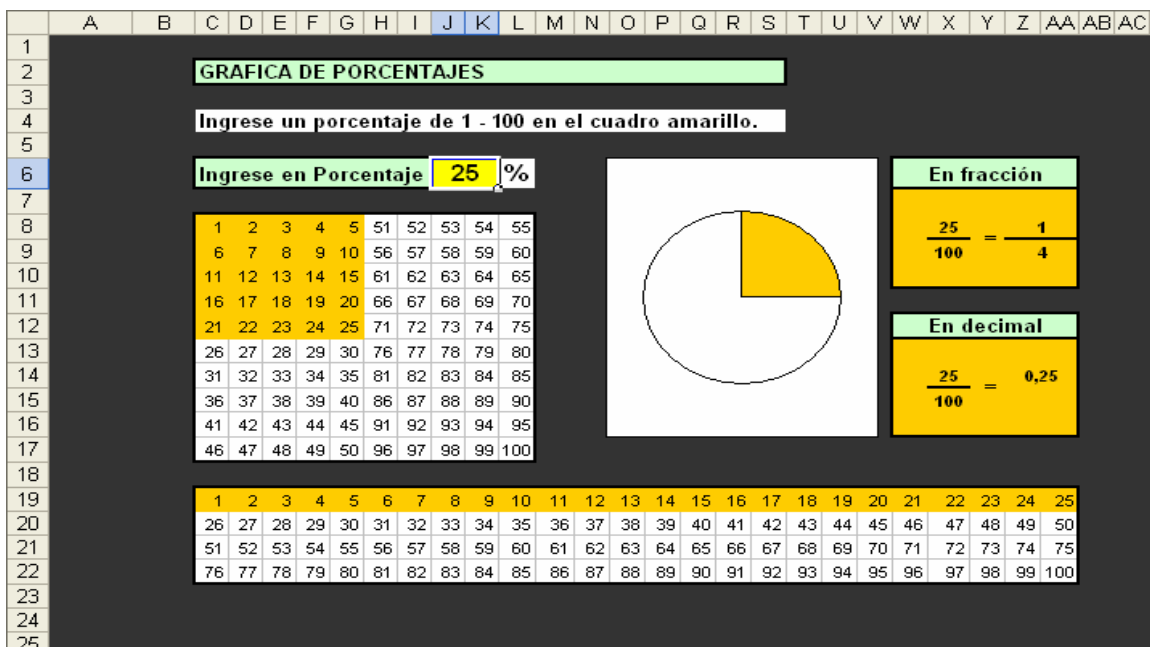 A B C D E F G H I J K L M N O P Q R S T U V W X Y Z AA AB AC
1
2 GRAFICA DE PORCENTAJES
3
4 Ingrese un porcentaje de 1 - 100 en el cuadro amarillo.
5
6 Ingrese en Porcentaje 25 % En fracción
7
8 1 2 3 4 5 51 52 53 54 55 25 = 1
9 6 7 8 9 10 56 57 58 59 60 100 4
10 11 12 13 14 15 61 62 63 64 65
11 16 17 18 19 20 66 67 68 69 70
12 21 22 23 24 25 71 72 73 74 75 En decimal
13 26 27 28 29 30 76 77 78 79 80
14 31 32 33 34 35 81 82 83 84 85 25 = 0,25
15 36 37 38 39 40 86 87 88 89 90 100
16 41 42 43 44 45 91 92 93 94 95
17 46 47 48 49 50 96 97 98 99 100
18
19 1 2 3 4 5 6 7 8 9 10 11 12 13 14 15 16 17 18 19 20 21 22 23 24 25
20 26 27 28 29 30 31 32 33 34 35 36 37 38 39 40 41 42 43 44 45 46 47 48 49 50
21 51 52 53 54 55 56 57 58 59 60 61 62 63 64 65 66 67 68 69 70 71 72 73 74 75
22 76 77 78 79 80 81 82 83 84 85 86 87 88 89 90 91 92 93 94 95 96 97 98 99 100
23
24
25